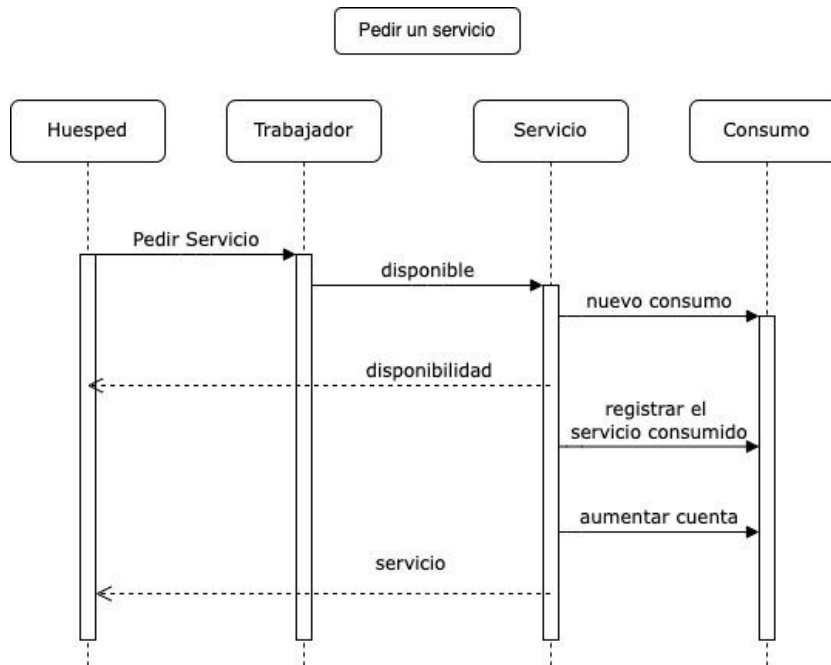 Pedir un servicio
Huesped
Trabajador
Servicio
Consumo
Pedir Servicio
disponible
nuevo consumo
disponibilidad
registrar el
servicio consumido
aumentar cuenta
servicio